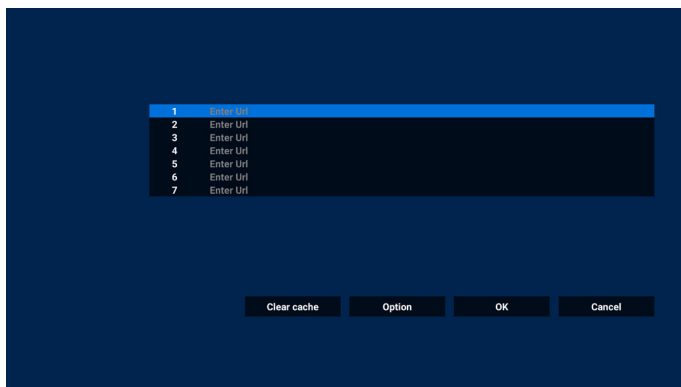 1 Enter Url
2 Enter Url
3 Enter Url
4 Enter Url
5 Enter Url
6 Enter Url
7 Enter Url
Clear cache Option OK Cancel